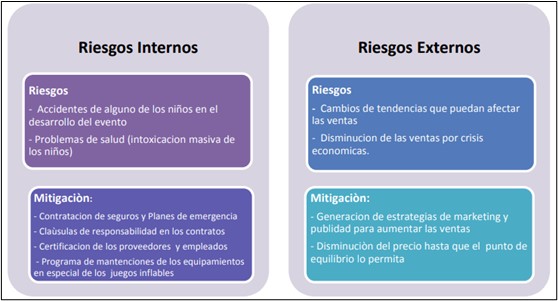 Riesgos Internos
Riesgos
- Accidentes de alguno de los niños en el
desarrollo del evento
- Problemas de salud (intoxicacion masiva de
los niños)
Mitigaciòn:
- Contratacion de seguros y Planes de emergencia
- Claùsulas de responsabilidad en los contratos
- Certificacion de los proveedores y empleados
- Programa de mantenciones de los equipamientos
en especial de los juegos inflables
Riesgos Externos
Riesgos
- Cambios de tendencias que puedan afectar
las ventas
- Disminucion de las ventas por crisis
economicas.
Mitigaciòn:
- Generacion de estrategias de marketing y
publidad para aumentar las ventas
- Disminuciòn del precio hasta que el punto de
equilibrio lo permita